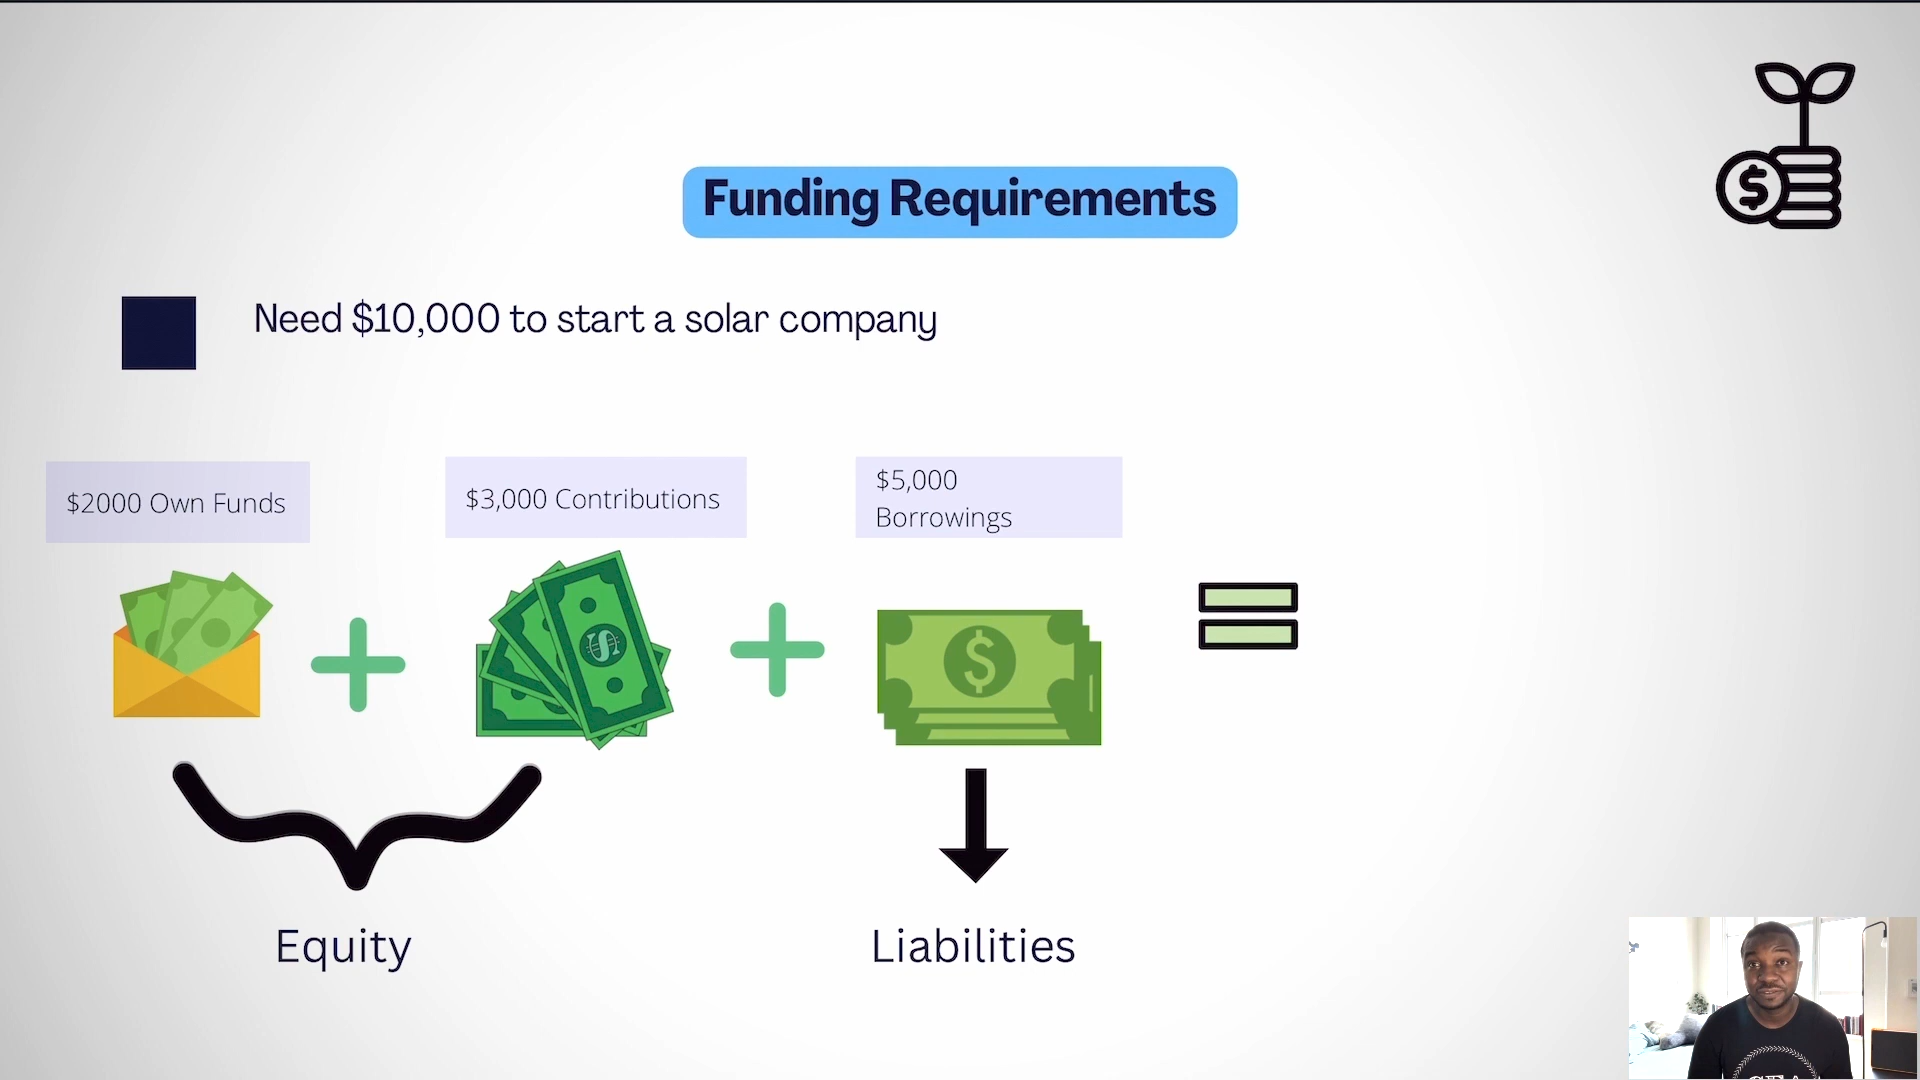 Funding Requirements
Need $10,000 to start a solar company
$2000 Own Funds
$3,000 Contributions
$5,000
Borrowings
Equity
Liabilities